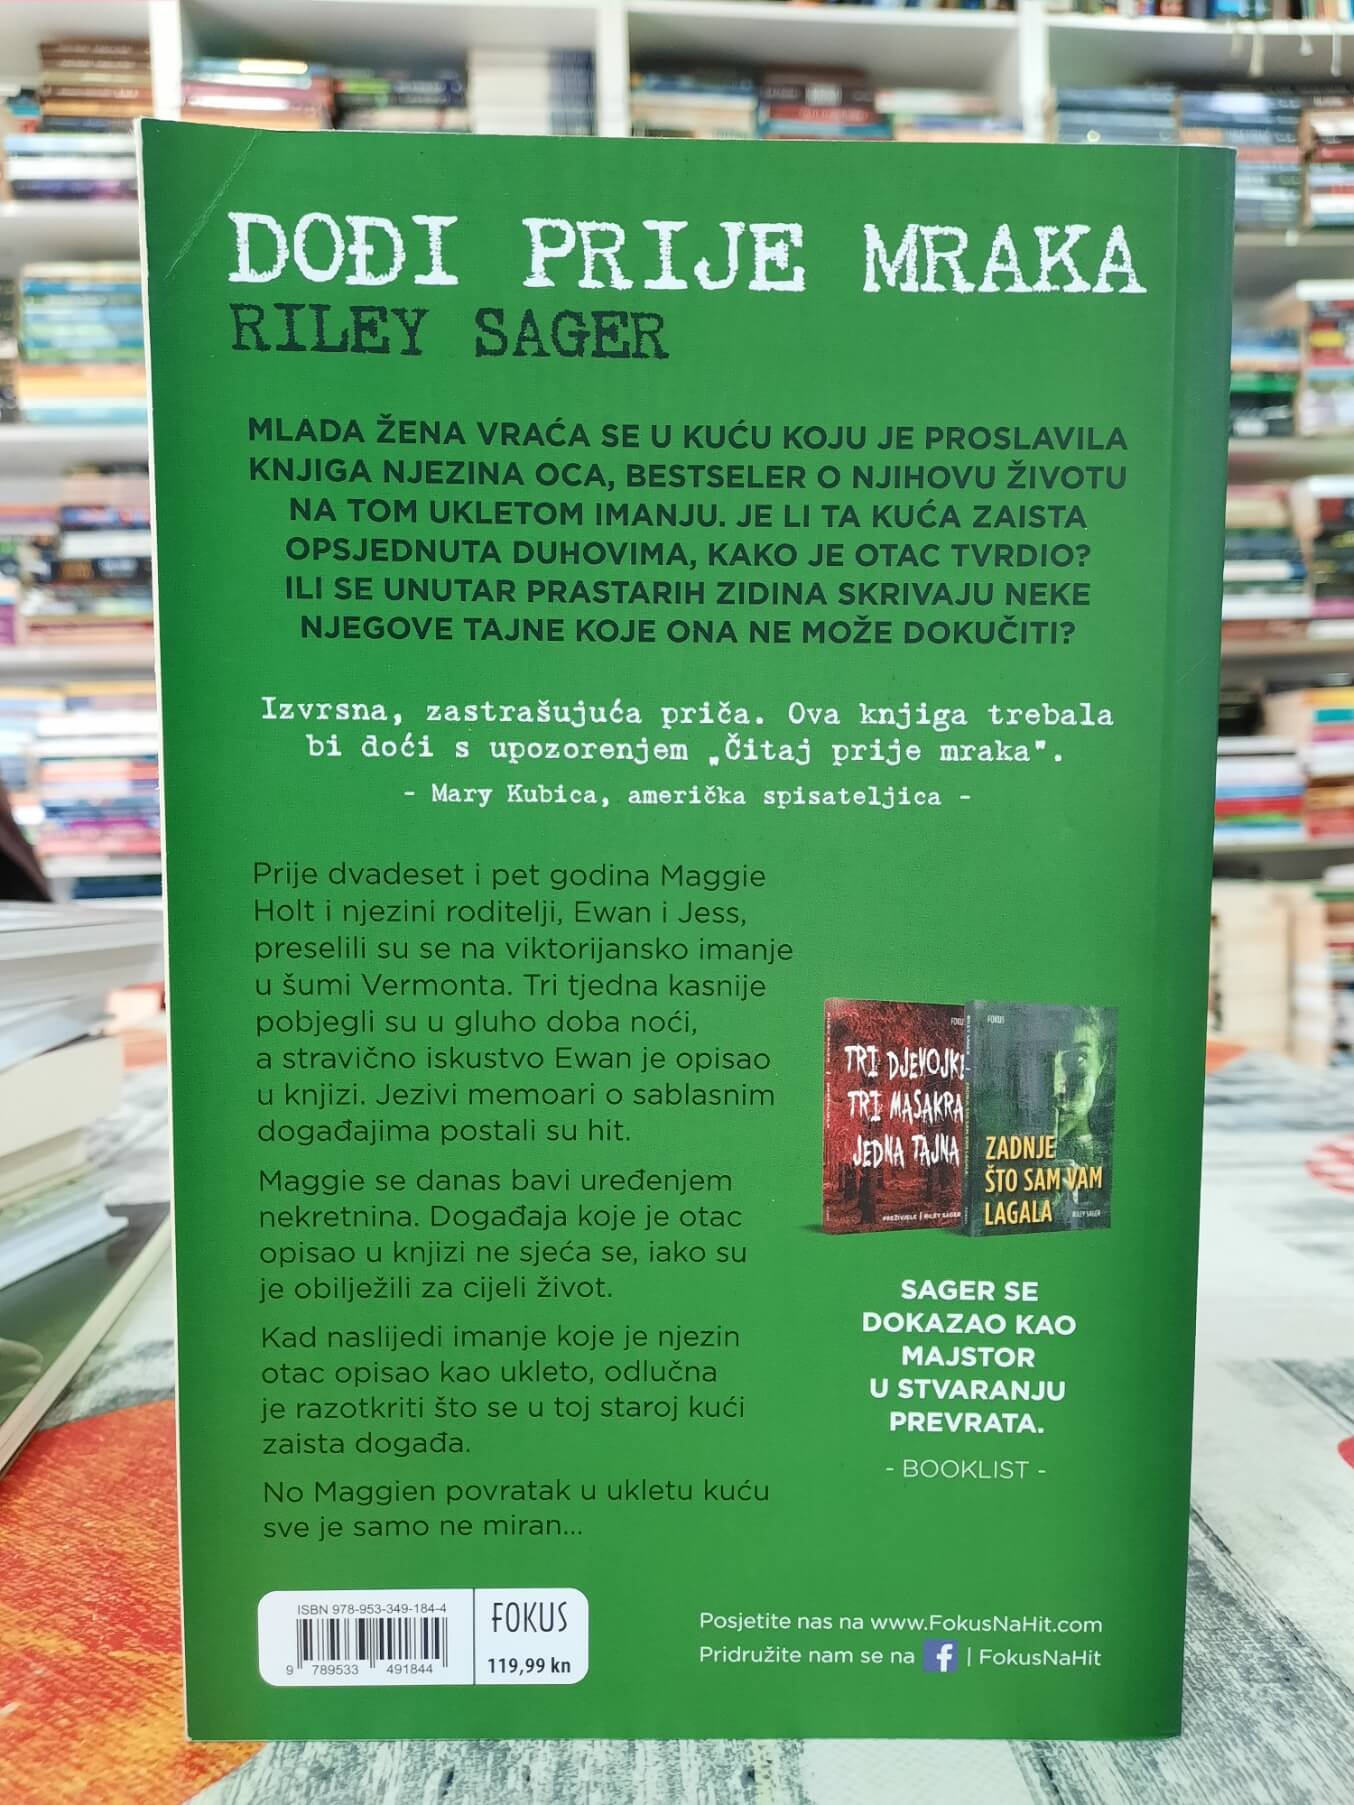 DOĐI PRIJE MRAKA
RILEY SAGER
MLADA ŽENA VRAĆA SE U KUĆU KOJU JE PROSLAVILA
KNJIGA NJEZINA OCA, BESTSELER O NJIHOVU ŽIVOTU
NA TOM UKLETOM IMANJU. JE LI TA KUĆA ZAISTA
OPSJEDNUTA DUHOVIMA, KAKO JE OTAC TVRDIO?
ILI SE UNUTAR PRASTARIH ZIDINA SKRIVAJU NEKE
NJEGOVE TAJNE KOJE ONA NE MOŽE DOKUČITI?
Izvrsna, zastrašujuća priča. Ova knjiga trebala
bi doći s upozorenjem „Čitaj prije mraka".
- Mary Kubica, američka spisateljica -
Prije dvadeset i pet godina Maggie
Holt i njezini roditelji, Ewan i Jess,
preselili su se na viktorijansko imanje
u šumi Vermonta. Tri tjedna kasnije
pobjegli su u gluho doba noći,
a stravično iskustvo Ewan je opisao
u knjizi. Jezivi memoari o sablasnim
događajima postali su hit.
Maggie se danas bavi uređenjem
nekretnina. Događaja koje je otac
opisao u knjizi ne sjeća se, iako su
je obilježili za cijeli život.
Kad naslijedi imanje koje je njezin
otac opisao kao ukleto, odlučna
je razotkriti što se u toj staroj kući
zaista događa.
No Maggien povratak u ukletu kuću
sve je samo ne miran...
TRI DJEVOJKE
TRI MASAKRA
JEDNA TAJNA
PREŽIVJELE | RILEY SAGER
FOKUS
ZADNJE
ŠTO SAM VAM
LAGALA
RILEY SAGER
SAGER SE
DOKAZAO KAO
MAJSTOR
U STVARANJU
PREVRATA.
- BOOKLIST -
ISBN 978-953-349-184-4
9 789533 491844
FOKUS
119,99 kn
Posjetite nas na www.FokusNaHit.com
Pridružite nam se na f | FokusNaHit